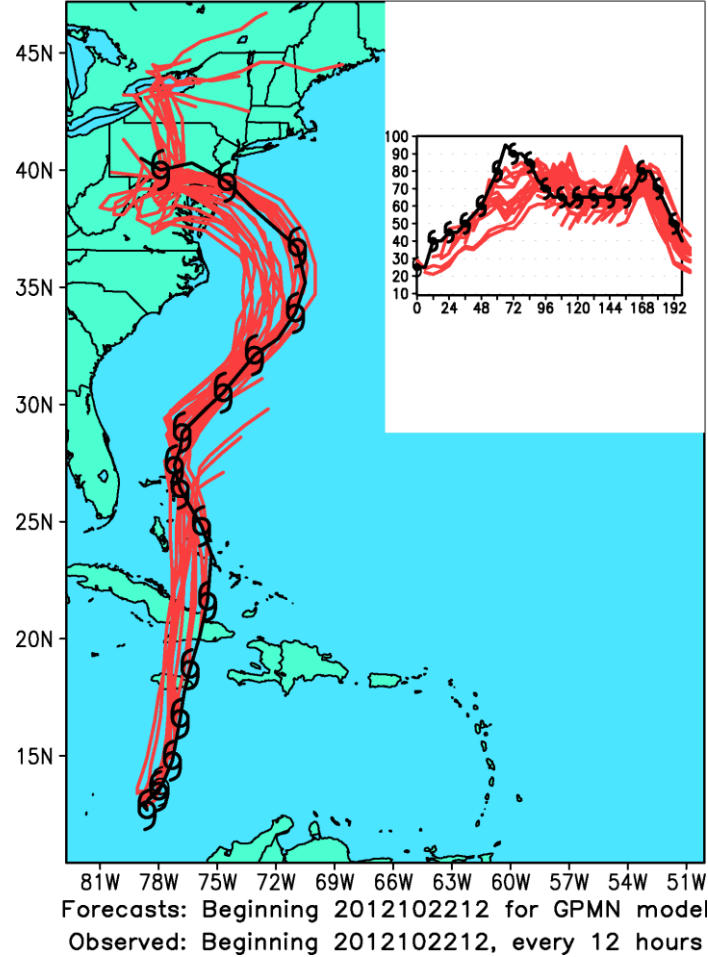 45N
40N
35N
30N
25N
20N
15N
100
90
80
70
60
50
40
30
20
10
0 24 48 72 96 120 144 168 192
81W 78W 75W 72W 69W 66W 63W 60W 57W 54W 51W
Forecasts: Beginning 2012102212 for GPMN model
Observed: Beginning 2012102212, every 12 hours